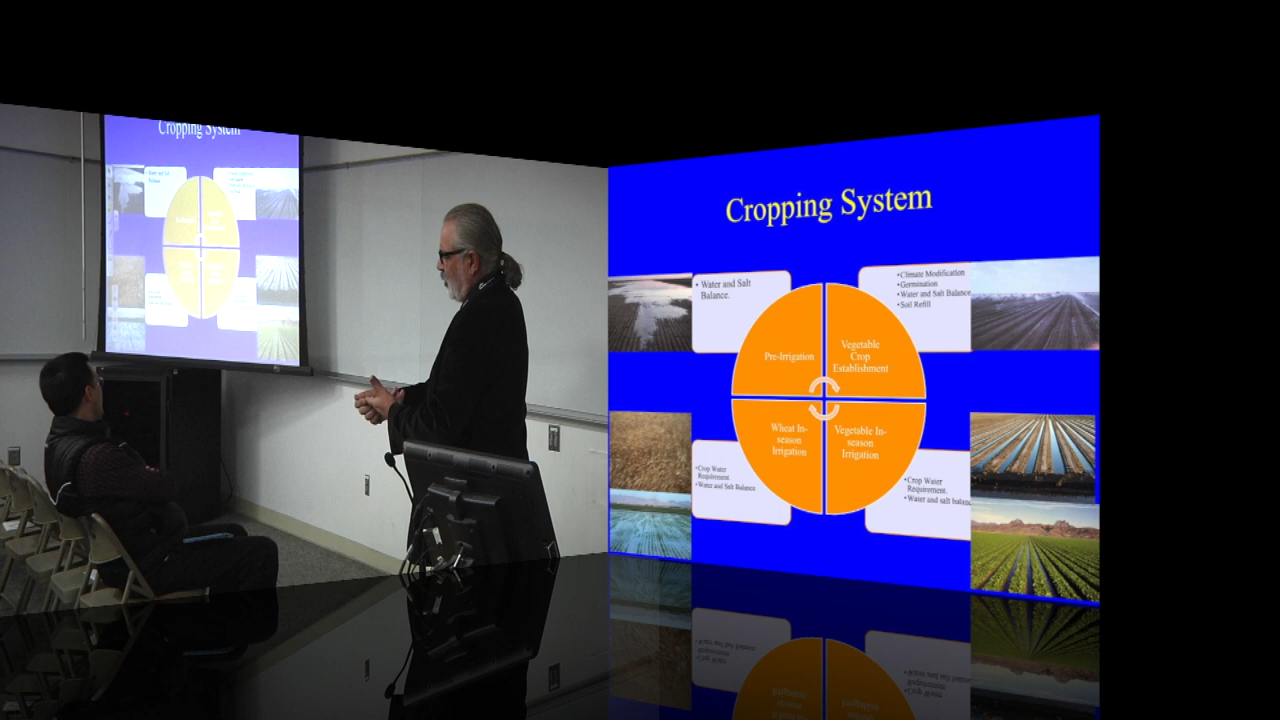 Cropping System
Cropping System
• Water and Salt
Balance.
•Climate Modification
•Germination
•Water and Salt Balance
•Soil Refill
Pre-Irrigation
Vegetable
Crop
Establishment
Wheat In-
season
Irrigation
Vegetable In-
season
Irrigation
•Crop Water
Requirement.
•Water and Salt Balance
•Crop Water
Requirement.
•Water and salt balanc